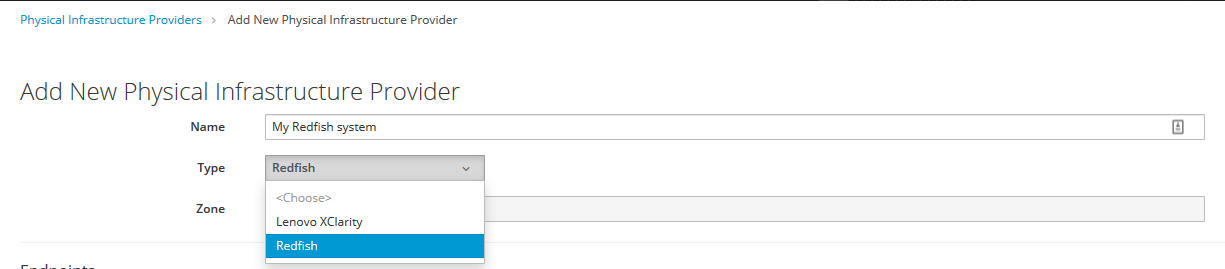 Physical Infrastructure Providers › Add New Physical Infrastructure Provider
Add New Physical Infrastructure Provider
Name My Redfish system
Type Redfish
<Choose>
Zone
Lenovo XClarity
Redfish
Endpoints